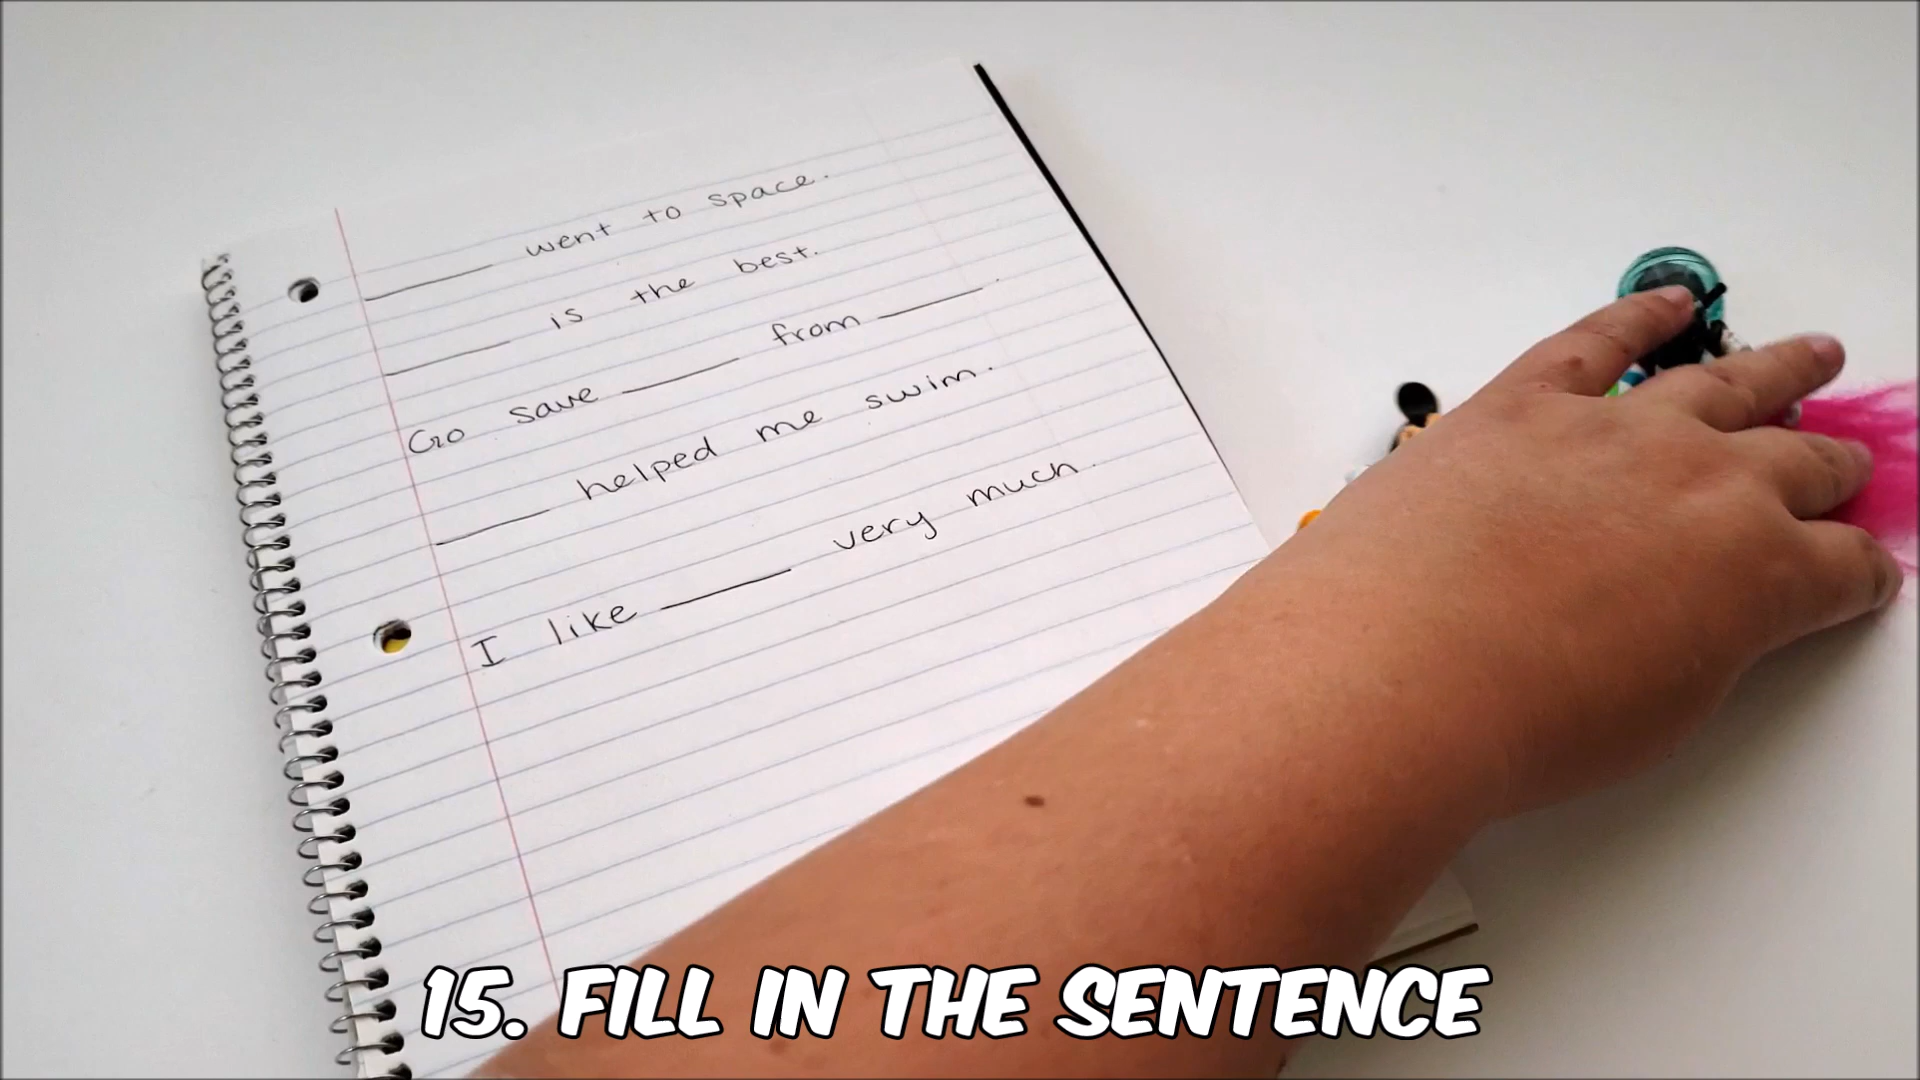 _____ went to space.
_____ is the best.
Go save _____ from _____.
_____ helped me swim.
I like _____ very much.
15. FILL IN THE SENTENCE